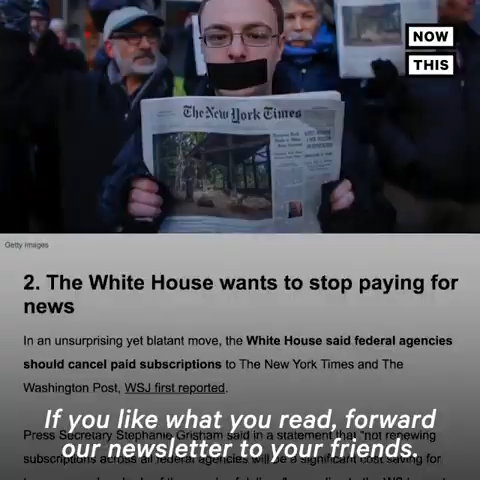 NOW
THIS
The New York Times
Getty Images
2. The White House wants to stop paying for
news
In an unsurprising yet blatant move, the White House said federal agencies
should cancel paid subscriptions to The New York Times and The
Washington Post, WSJ first reported.
If you like what you read, forward
our newsletter to your friends.
Press Secretary Stephanie Grisham said in a statement that "not renewing
subscriptions across all federal agencies will be a significant cost saving for